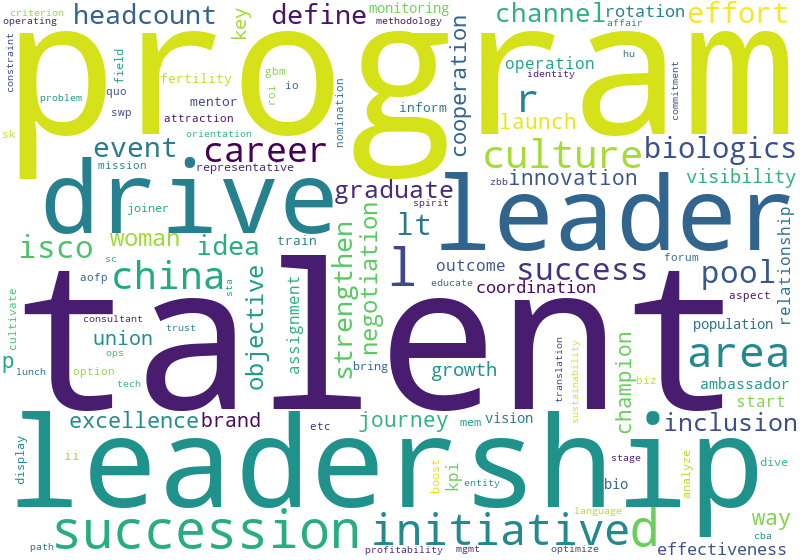 criterion
operating
headcount
key
define
monitoring
methodology
channel
rotation
affair
effort
program
constraint
problem
quo
swp
field
fertility
attraction
mentor
gbm
roi
io
nomination
inform
cooperation
operation
identity
r
launch
hu
commitment
sk
event
mission
orientation
career
representative
culture
biologics
drive
joiner
graduate
spirit
zbb
innovation
visibility
leader
isco
woman
idea
train
strengthen
negotiation
lt
l
outcome
educate
success
coordination
forum
pool
aspect
relationship
cultivate
aofp
sc
china
sta
objective
assignment
talent
consultant
trust
union
ops
p
lunch
option
tech
bring
growth
translation
sustainability
champion
biz
population
area
ambassador
start
excellence
brand
etc
journey
mem
vision
inclusion
leadership
display
ii
boost
kpi
entity
stage
bio
analyze
dive
succession
initiative
d
language
way
cba
path
profitability
mgmt
optimize
effectiveness